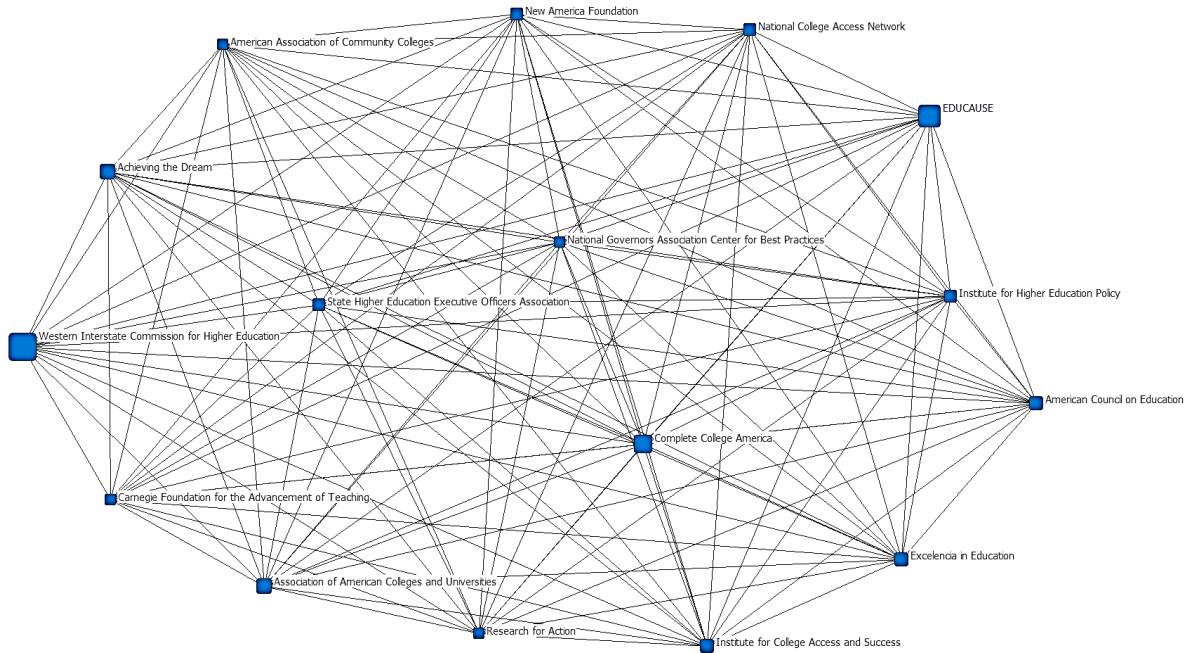 New America Foundation
National College Access Network
American Association of Community Colleges
EDUCAUSE
Achieving the Dream
National Governors Association Center for Best Practices
Institute for Higher Education Policy
State Higher Education Executive Officers Association
Western Interstate Commission for Higher Education
American Council on Education
Complete College America
Carnegie Foundation for the Advancement of Teaching
Excelencia in Education
Association of American Colleges and Universities
Research for Action
Institute for College Access and Success